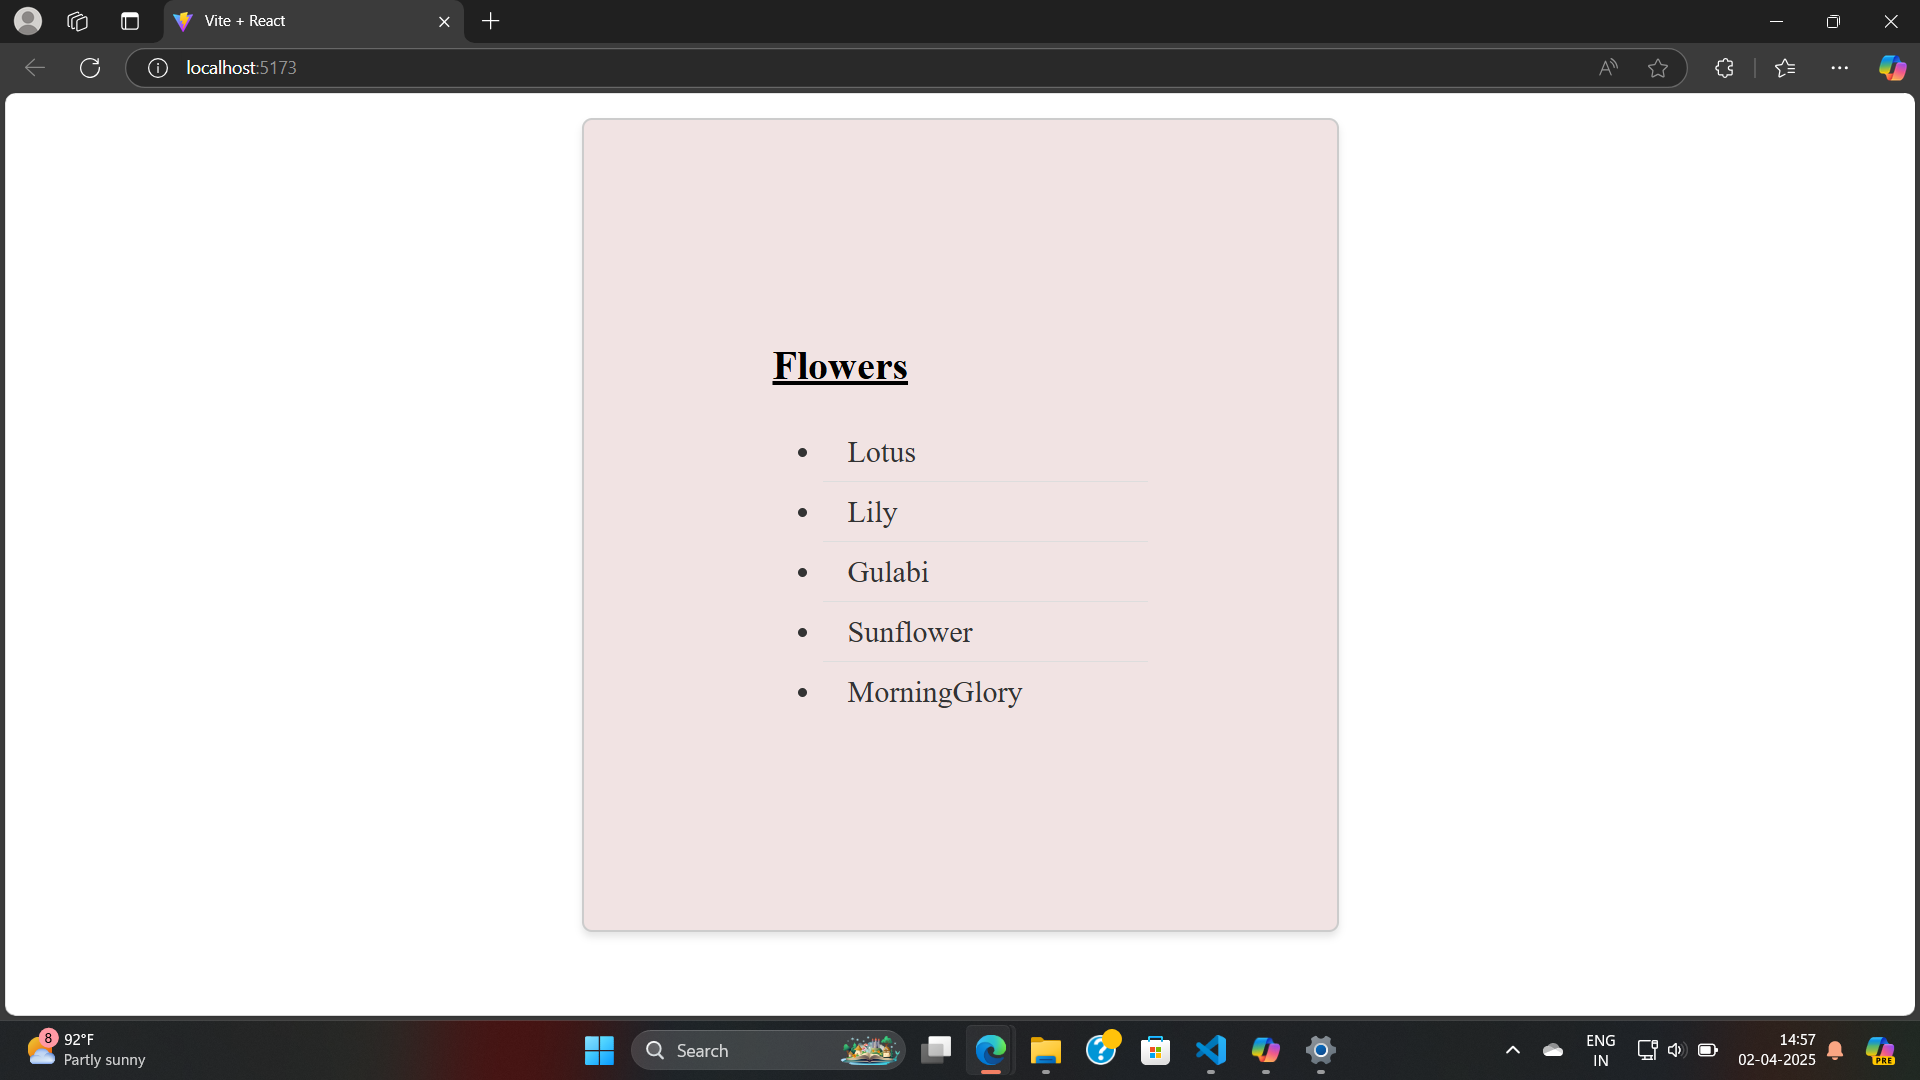 Vite + React
localhost:5173
Flowers
Lotus
Lily
Gulabi
Sunflower
MorningGlory
8
92°F
Partly sunny
Search
ENG
IN
14:57
02-04-2025
PRE